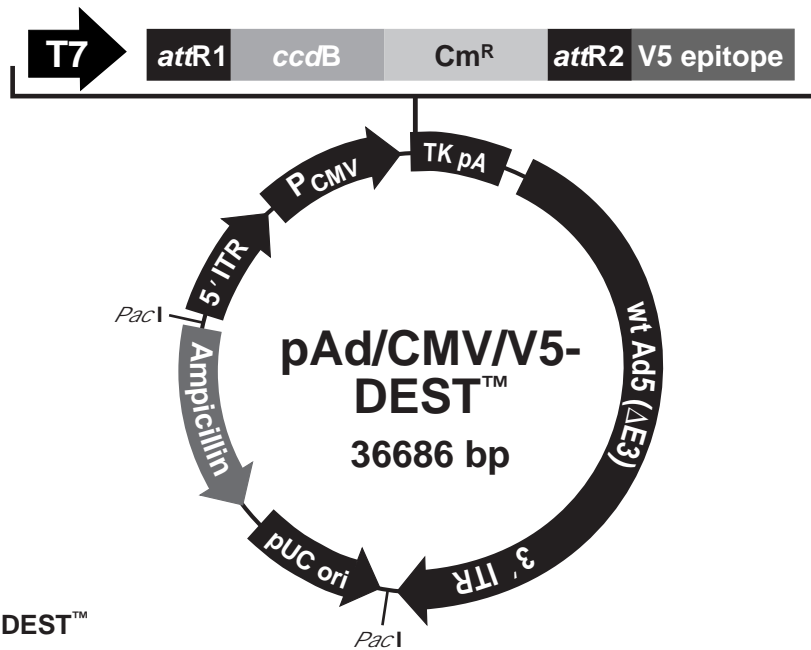 T7 attR1 ccdB CmR attR2 V5 epitope
TK pA
PCMV
5´ ITR
PacI
wt Ad5 (ΔE3)
pAd/CMV/V5-
DEST™
36686 bp
Ampicillin
pUC ori
3´ ITR
DEST™
PacI